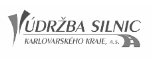 ÚDRŽBA SILNIC
KARLOVARSKÉHO KRAJE, a.s.